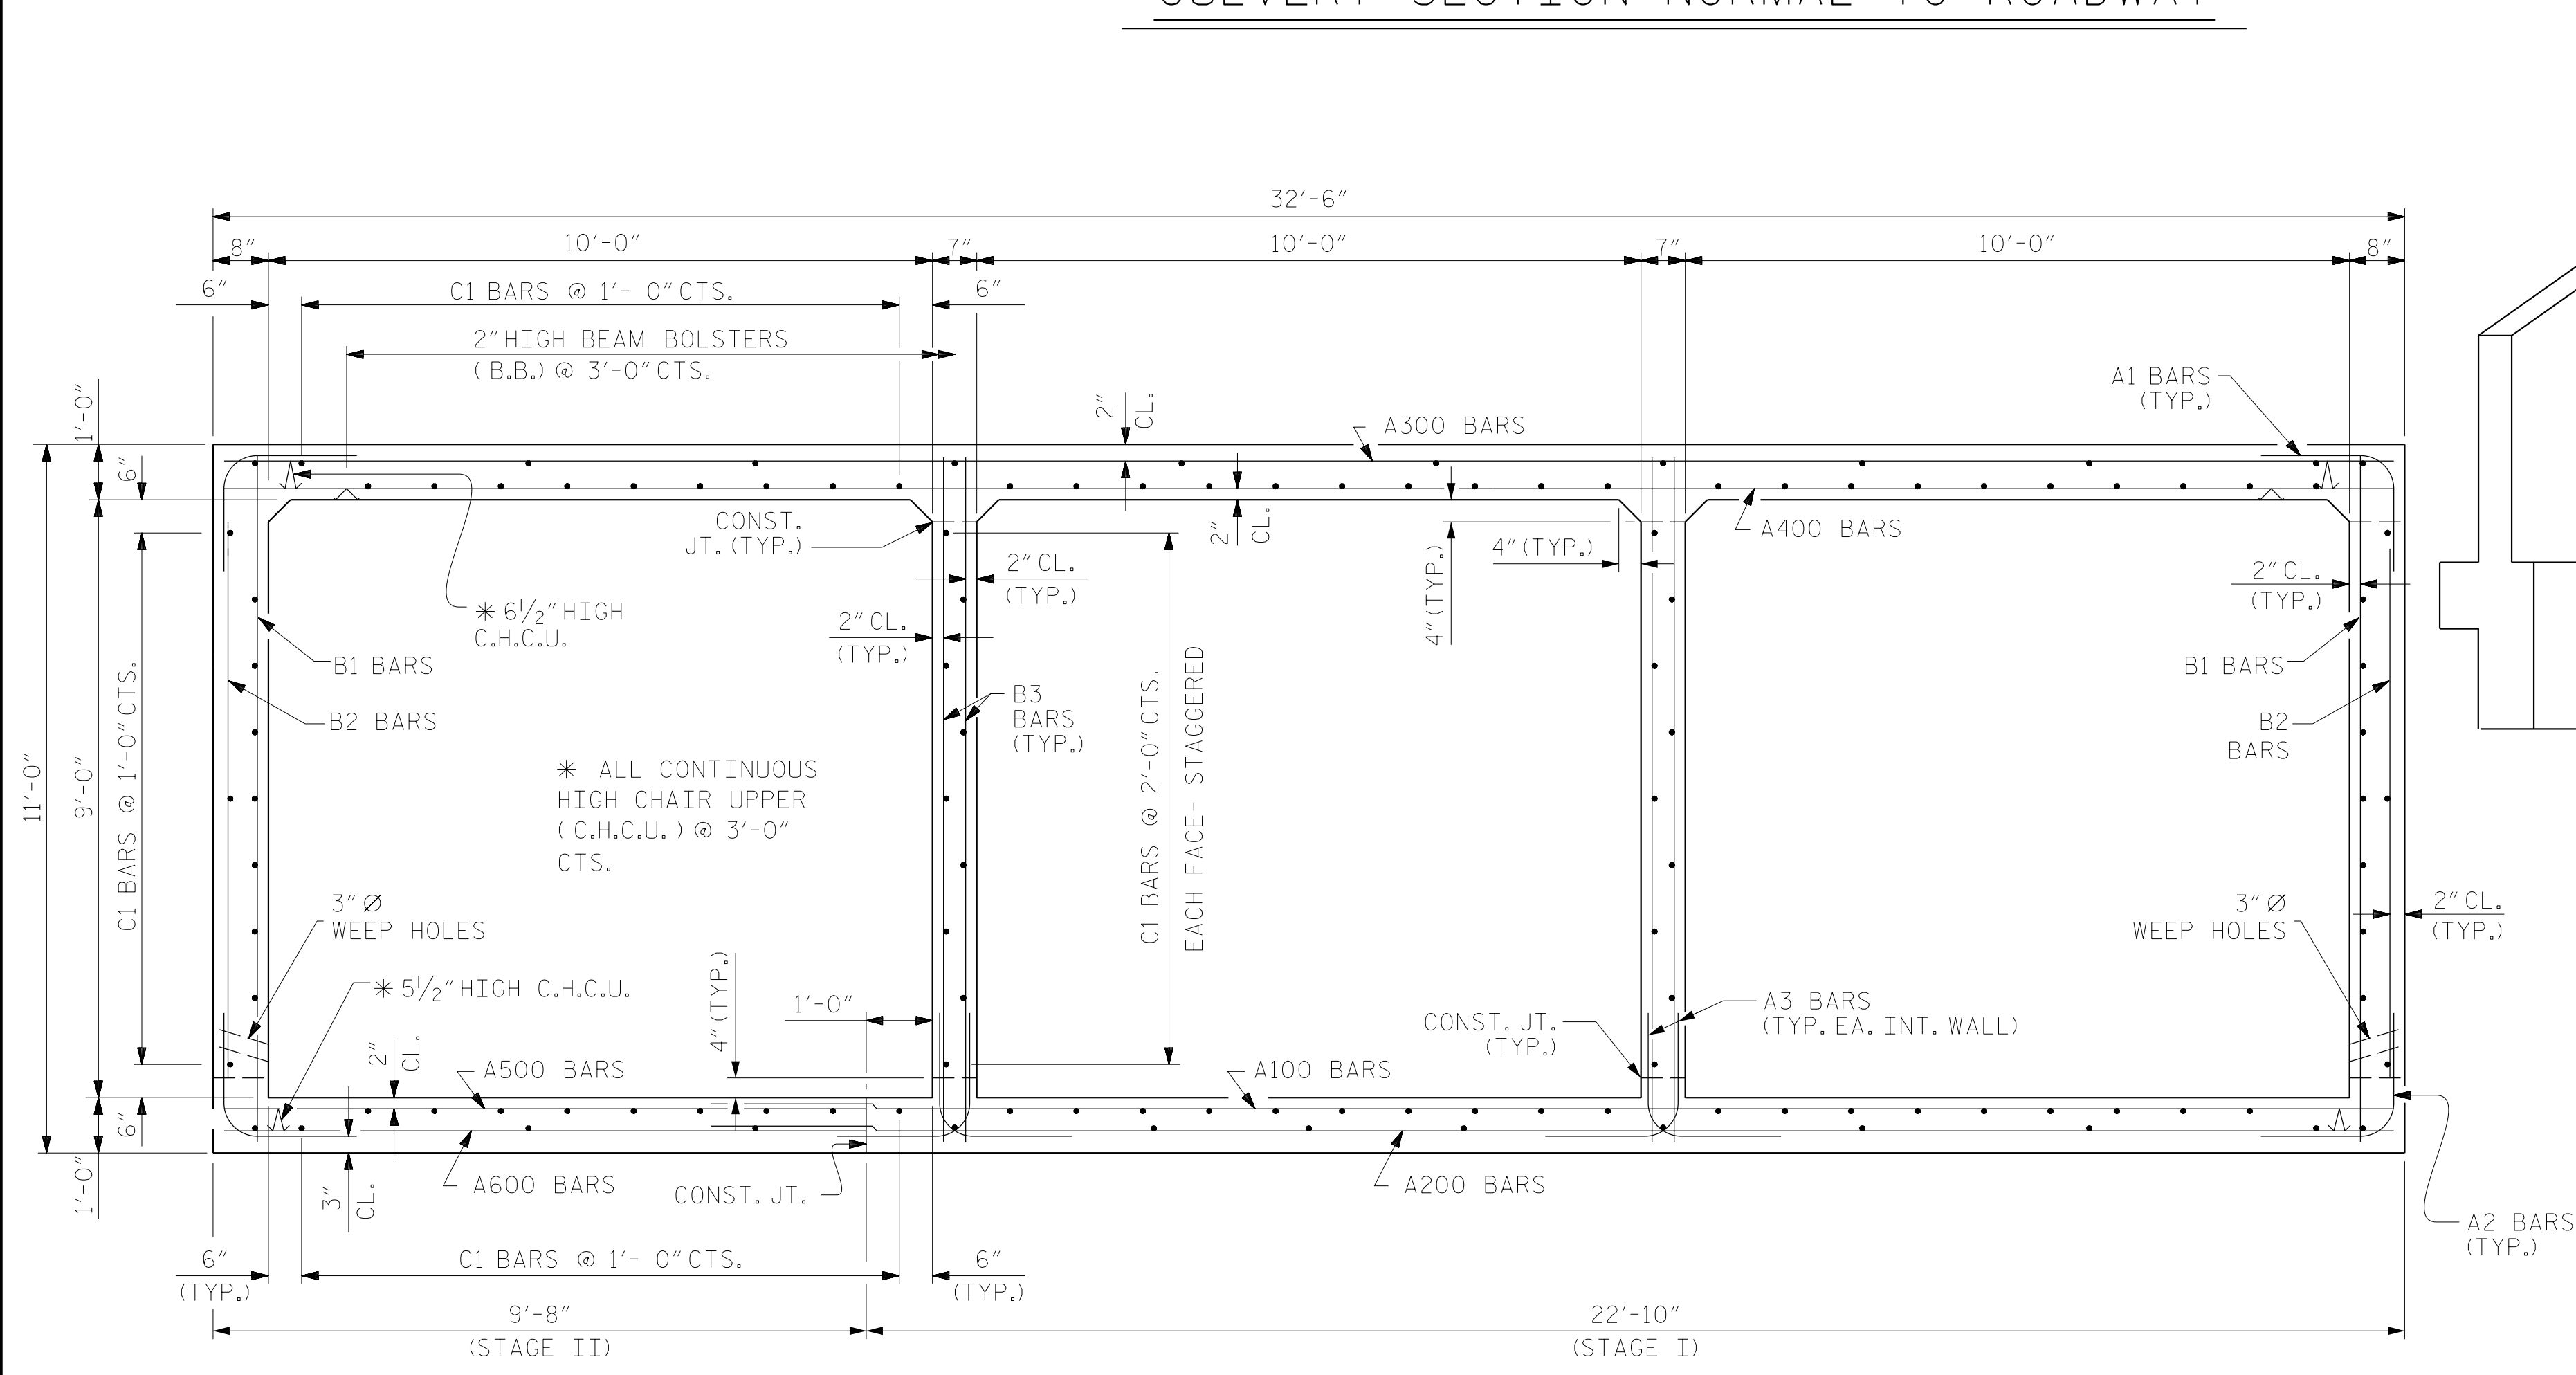 CULVERT SECTION NORMAL TO ROADWAY
32'-6"
8"
10'-0"
7"
10'-0"
7"
10'-0"
8"
6"
C1 BARS @ 1'- 0" CTS.
6"
2" HIGH BEAM BOLSTERS
( B.B.) @ 3'-0" CTS.
1'-0"
6"
2"
CL.
A300 BARS
A1 BARS
(TYP.)
CONST.
JT. (TYP.)
2"
CL.
A400 BARS
4" (TYP.)
4" (TYP.)
2" CL.
(TYP.)
2" CL.
(TYP.)
2" CL.
(TYP.)
* 6 1/2" HIGH
C.H.C.U.
B1 BARS
B2 BARS
B3
BARS
(TYP.)
B1 BARS
B2
BARS
11'-0"
9'-0"
C1 BARS @ 1'-0" CTS.
C1 BARS @ 2'-0" CTS.
EACH FACE- STAGGERED
* ALL CONTINUOUS
HIGH CHAIR UPPER
( C.H.C.U. ) @ 3'-0"
CTS.
3" Ø
WEEP HOLES
3" Ø
WEEP HOLES
2" CL.
(TYP.)
* 5 1/2" HIGH C.H.C.U.
4" (TYP.)
1'-0"
A3 BARS
(TYP. EA. INT. WALL)
CONST. JT.
(TYP.)
2"
CL.
A500 BARS
A100 BARS
6"
1'-0"
3"
CL.
A600 BARS
CONST. JT.
A200 BARS
A2 BARS
(TYP.)
6"
(TYP.)
C1 BARS @ 1'- 0" CTS.
6"
(TYP.)
9'-8"
(STAGE II)
22'-10"
(STAGE I)